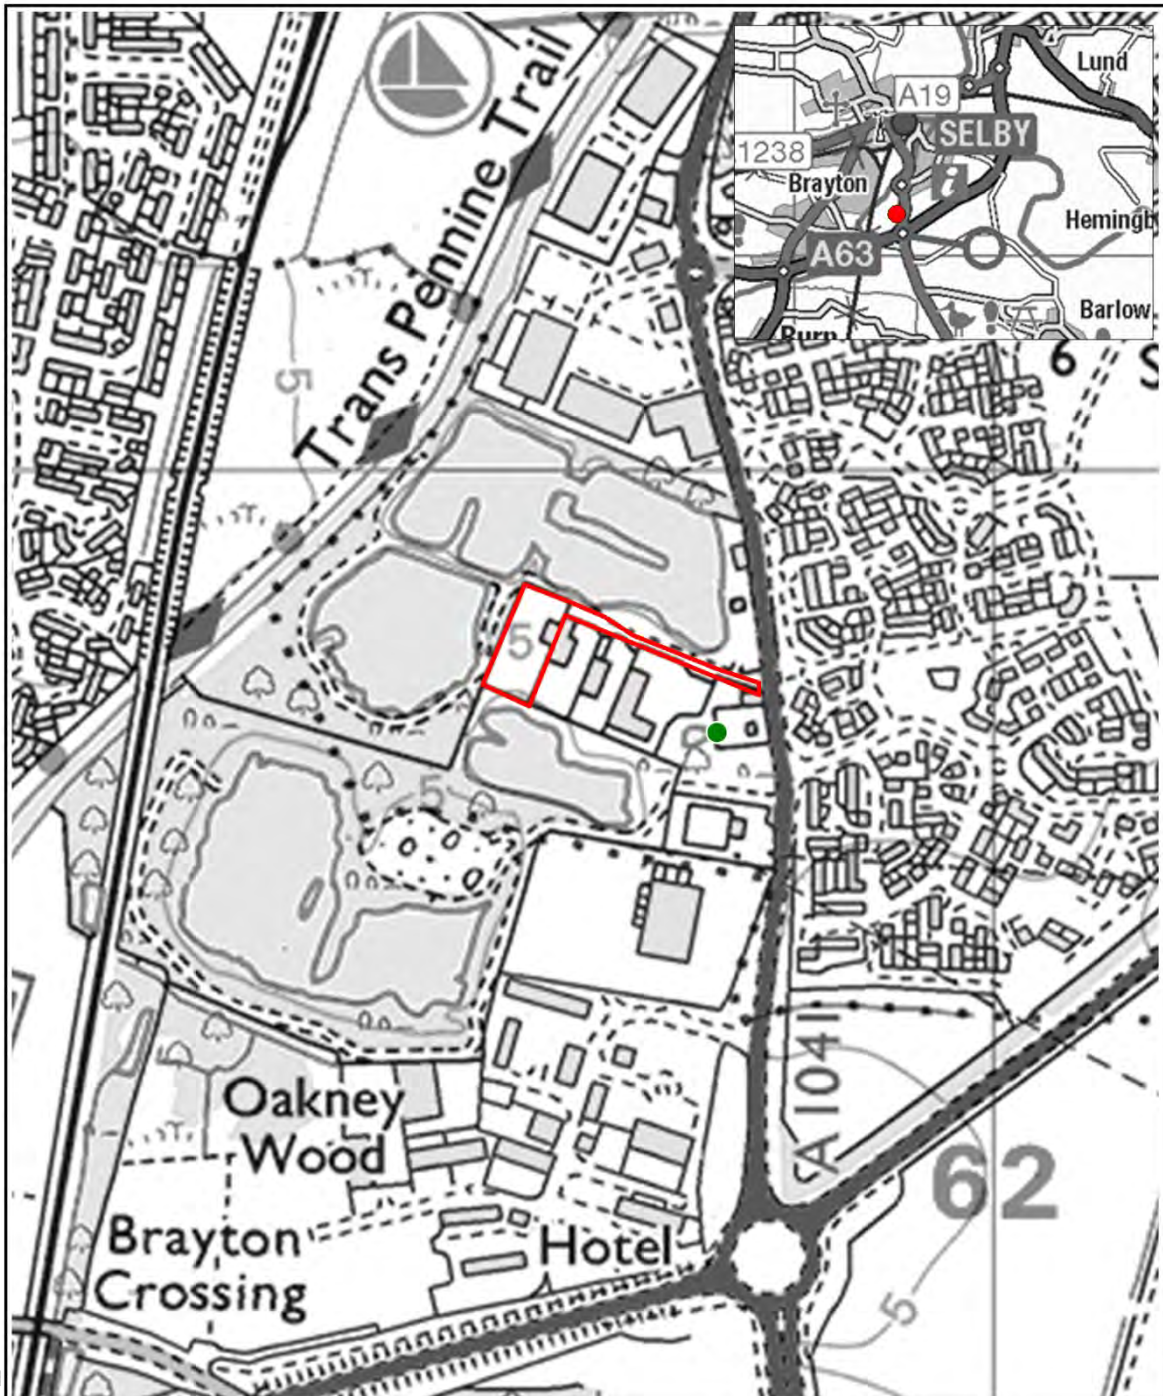 Trans Pennine Trail
Lund
A19
SELBY
1238
Brayton
i
Hemingb
A63
Barlow
Burn
6
5
5
5
Oakney
Wood
A 1041
62
Brayton
Crossing
Hotel
5